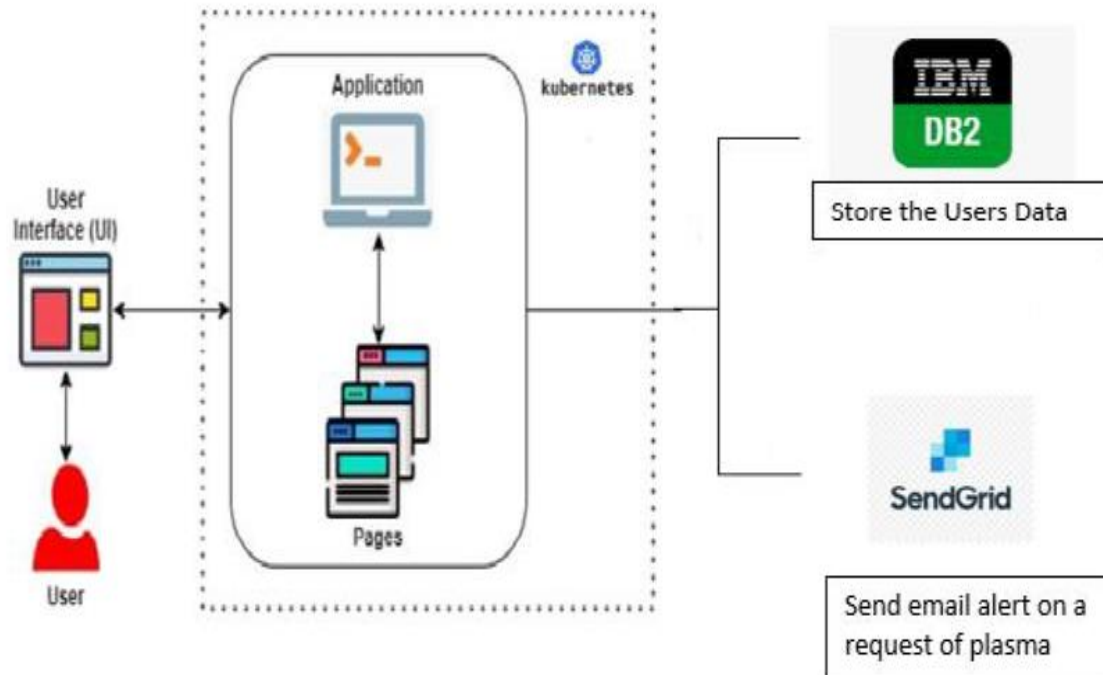 Application
kubernetes
IBM
DB2
Store the Users Data
User
Interface (UI)
SendGrid
Pages
User
Send email alert on a
request of plasma